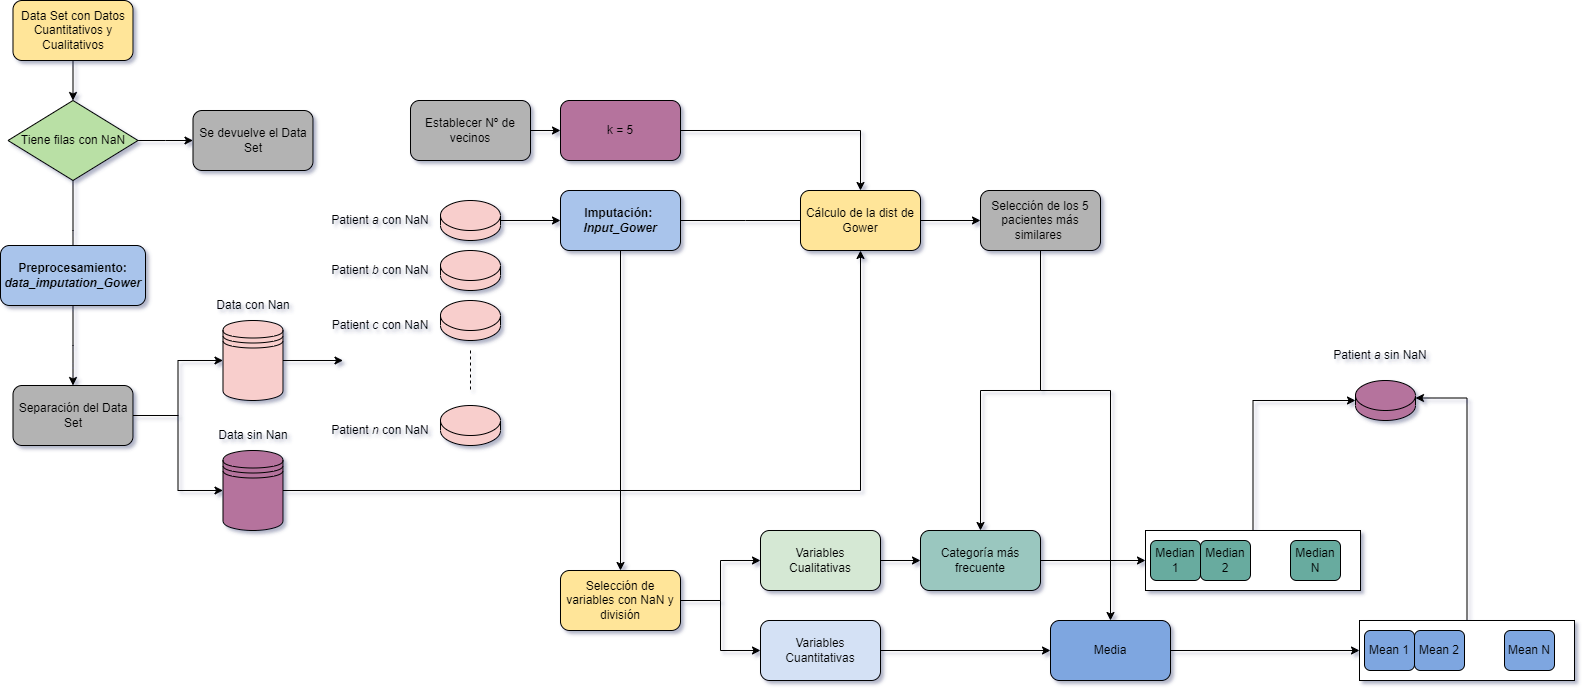 Data Set con Datos
Cuantitativos y
Cualitativos
Tiene filas con NaN
Se devuelve el Data
Set
Establecer Nº de
vecinos
k = 5
Patient a con NaN
Imputación:
Input_Gower
Cálculo de la dist de
Gower
Selección de los 5
pacientes más
similares
Preprocesamiento:
data_imputation_Gower
Patient b con NaN
Data con Nan
Patient c con NaN
Patient a sin NaN
Separación del Data
Set
Data sin Nan
Patient n con NaN
Variables
Cualitativas
Categoría más
frecuente
Median
1
Median
2
Median
N
Selección de
variables con NaN y
división
Variables
Cuantitativas
Media
Mean 1
Mean 2
Mean N